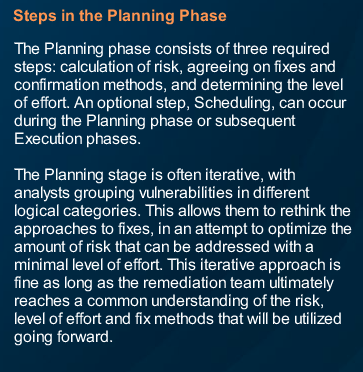 Steps in the Planning Phase
The Planning phase consists of three required
steps: calculation of risk, agreeing on fixes and
confirmation methods, and determining the level
of effort. An optional step, Scheduling, can occur
during the Planning phase or subsequent
Execution phases.
The Planning stage is often iterative, with
analysts grouping vulnerabilities in different
logical categories. This allows them to rethink the
approaches to fixes, in an attempt to optimize the
amount of risk that can be addressed with a
minimal level of effort. This iterative approach is
fine as long as the remediation team ultimately
reaches a common understanding of the risk,
level of effort and fix methods that will be utilized
going forward.